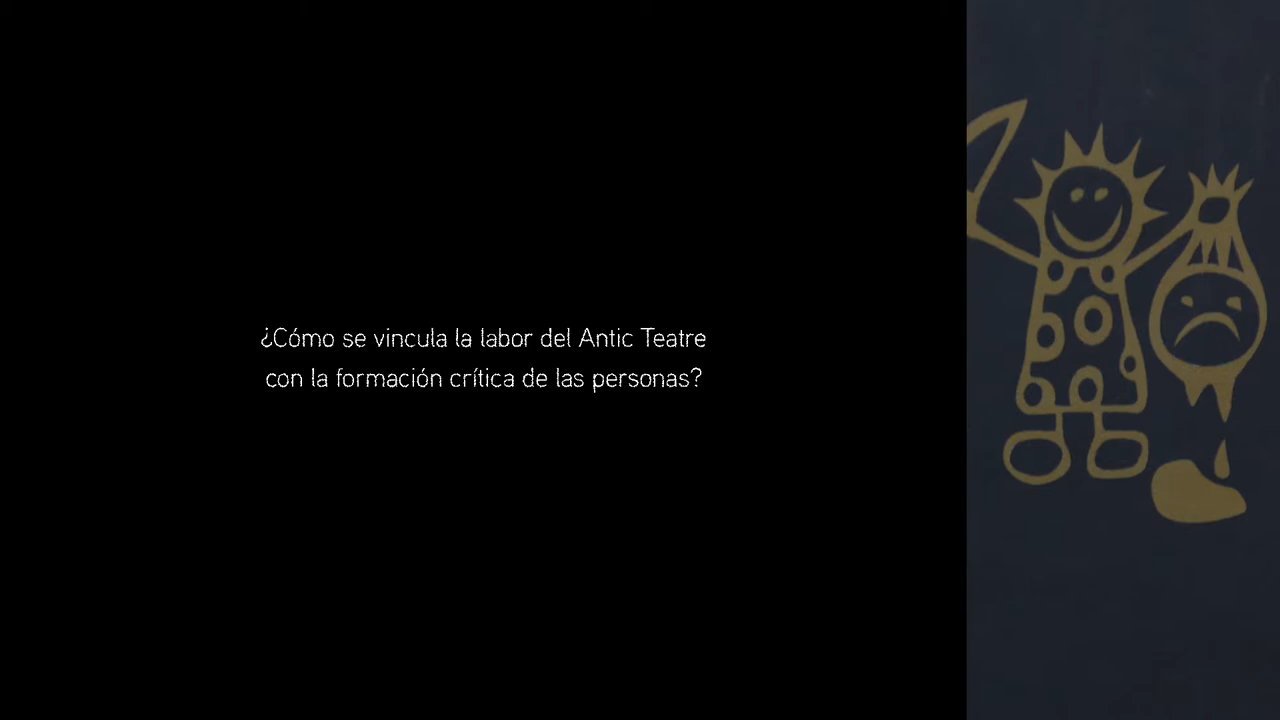 ¿Cómo se vincula la labor del Antic Teatre
con la formación crítica de las personas?